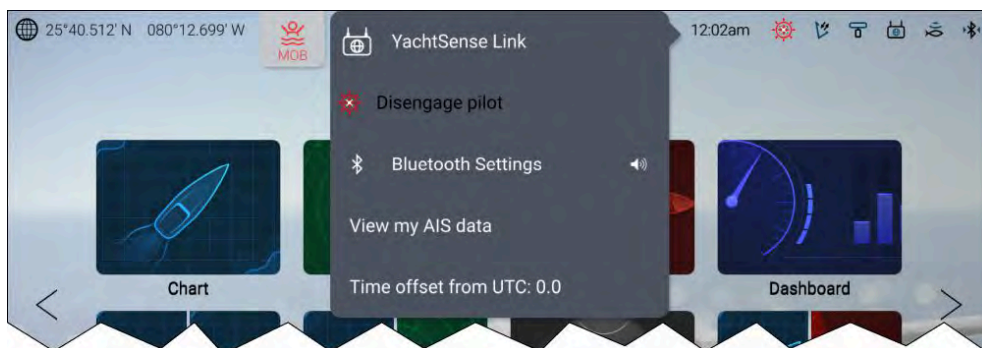 25°40.512' N 080°12.699' W
MOB
YachtSense Link
12:02am
Disengage pilot
Bluetooth Settings
View my AIS data
Time offset from UTC: 0.0
Chart
Dashboard